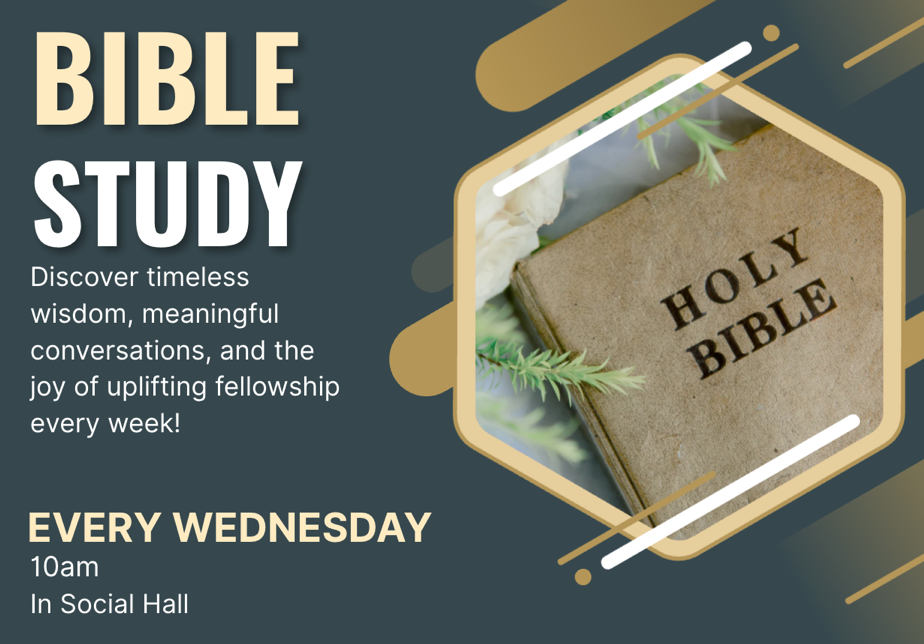 BIBLE
STUDY
Discover timeless
wisdom, meaningful
conversations, and the
joy of uplifting fellowship
every week!
EVERY WEDNESDAY
10am
In Social Hall
HOLY
BIBLE